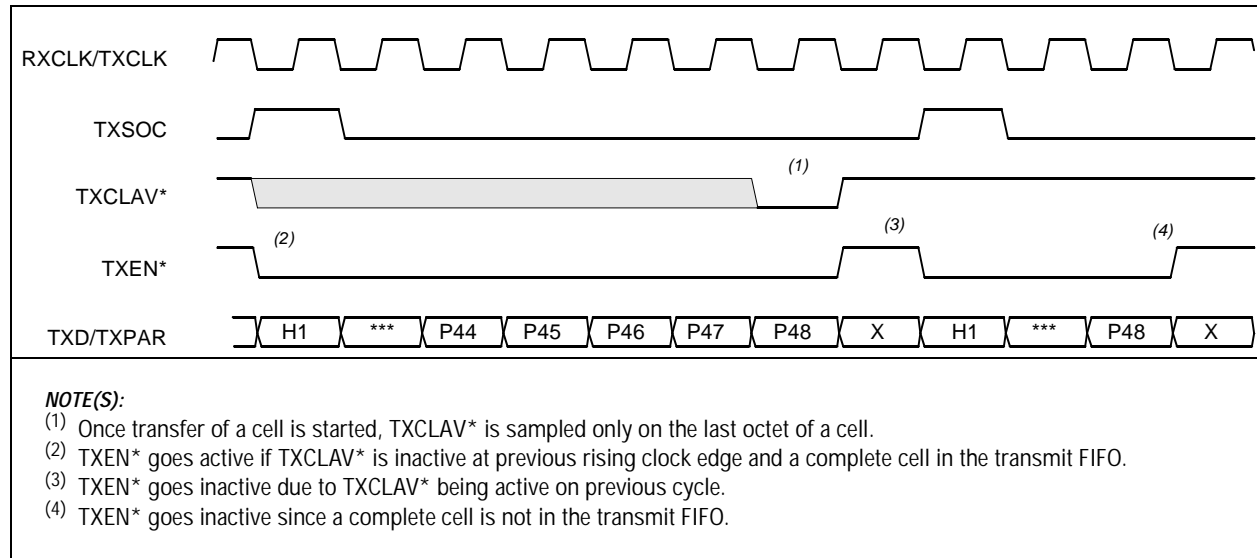 RXCLK/TXCLK
TXSOC
(1)
TXCLAV*
(2) (3) (4)
TXEN*
TXD/TXPAR H1 *** P44 P45 P46 P47 P48 X H1 *** P48 X
NOTE(S):
(1) Once transfer of a cell is started, TXCLAV* is sampled only on the last octet of a cell.
(2) TXEN* goes active if TXCLAV* is inactive at previous rising clock edge and a complete cell in the transmit FIFO.
(3) TXEN* goes inactive due to TXCLAV* being active on previous cycle.
(4) TXEN* goes inactive since a complete cell is not in the transmit FIFO.